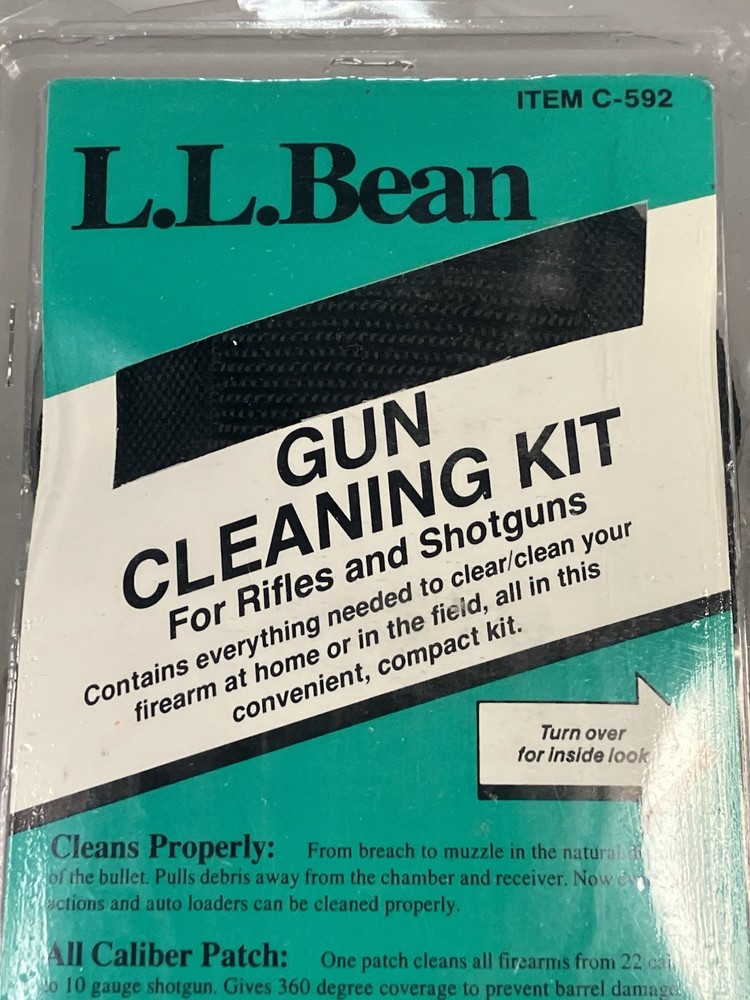 ITEM C-592
L.L.Bean
GUN
CLEANING KIT
For Rifles and Shotguns
Contains everything needed to clear/clean your
firearm at home or in the field, all in this
convenient, compact kit.
Turn over
for inside look
Cleans Properly: From breach to muzzle in the natural
of the bullet. Pulls debris away from the chamber and receiver. Now
actions and auto loaders can be cleaned properly.
All Caliber Patch: One patch cleans all firearms from 22
to 10 gauge shotgun. Gives 360 degree coverage to prevent barrel damage